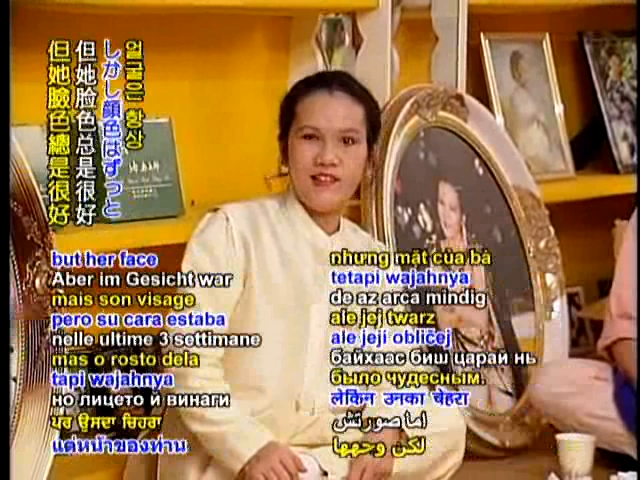 但她臉色總是很好
但她脸色总是很好
しかし顔色はずっと
얼굴은 항상
but her face
Aber im Gesicht war
mais son visage
pero su cara estaba
nelle ultime 3 settimane
mas o rosto dela
tapi wajahnya
но лицето ѝ винаги
ਪਰ ਉਸਦਾ ਚਿਹਰਾ
แต่หน้าของท่าน
nhưng mặt của bà
tetapi wajahnya
de az arca mindig
ale jej twarz
ale její obličej
байхаас биш царай нь
было чудесным.
लेकिन उनका चेहरा
اما صورتش
لكن وجهها